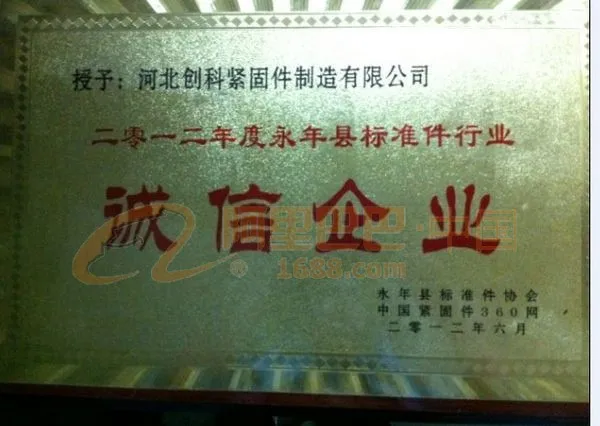 授予：河北创科紧固件制造有限公司
二零一二年度永年县标准件行业
诚信企业
阿里巴巴·中国
®1688.com
永年县标准件协会
中国紧固件360网
二零一二年六月